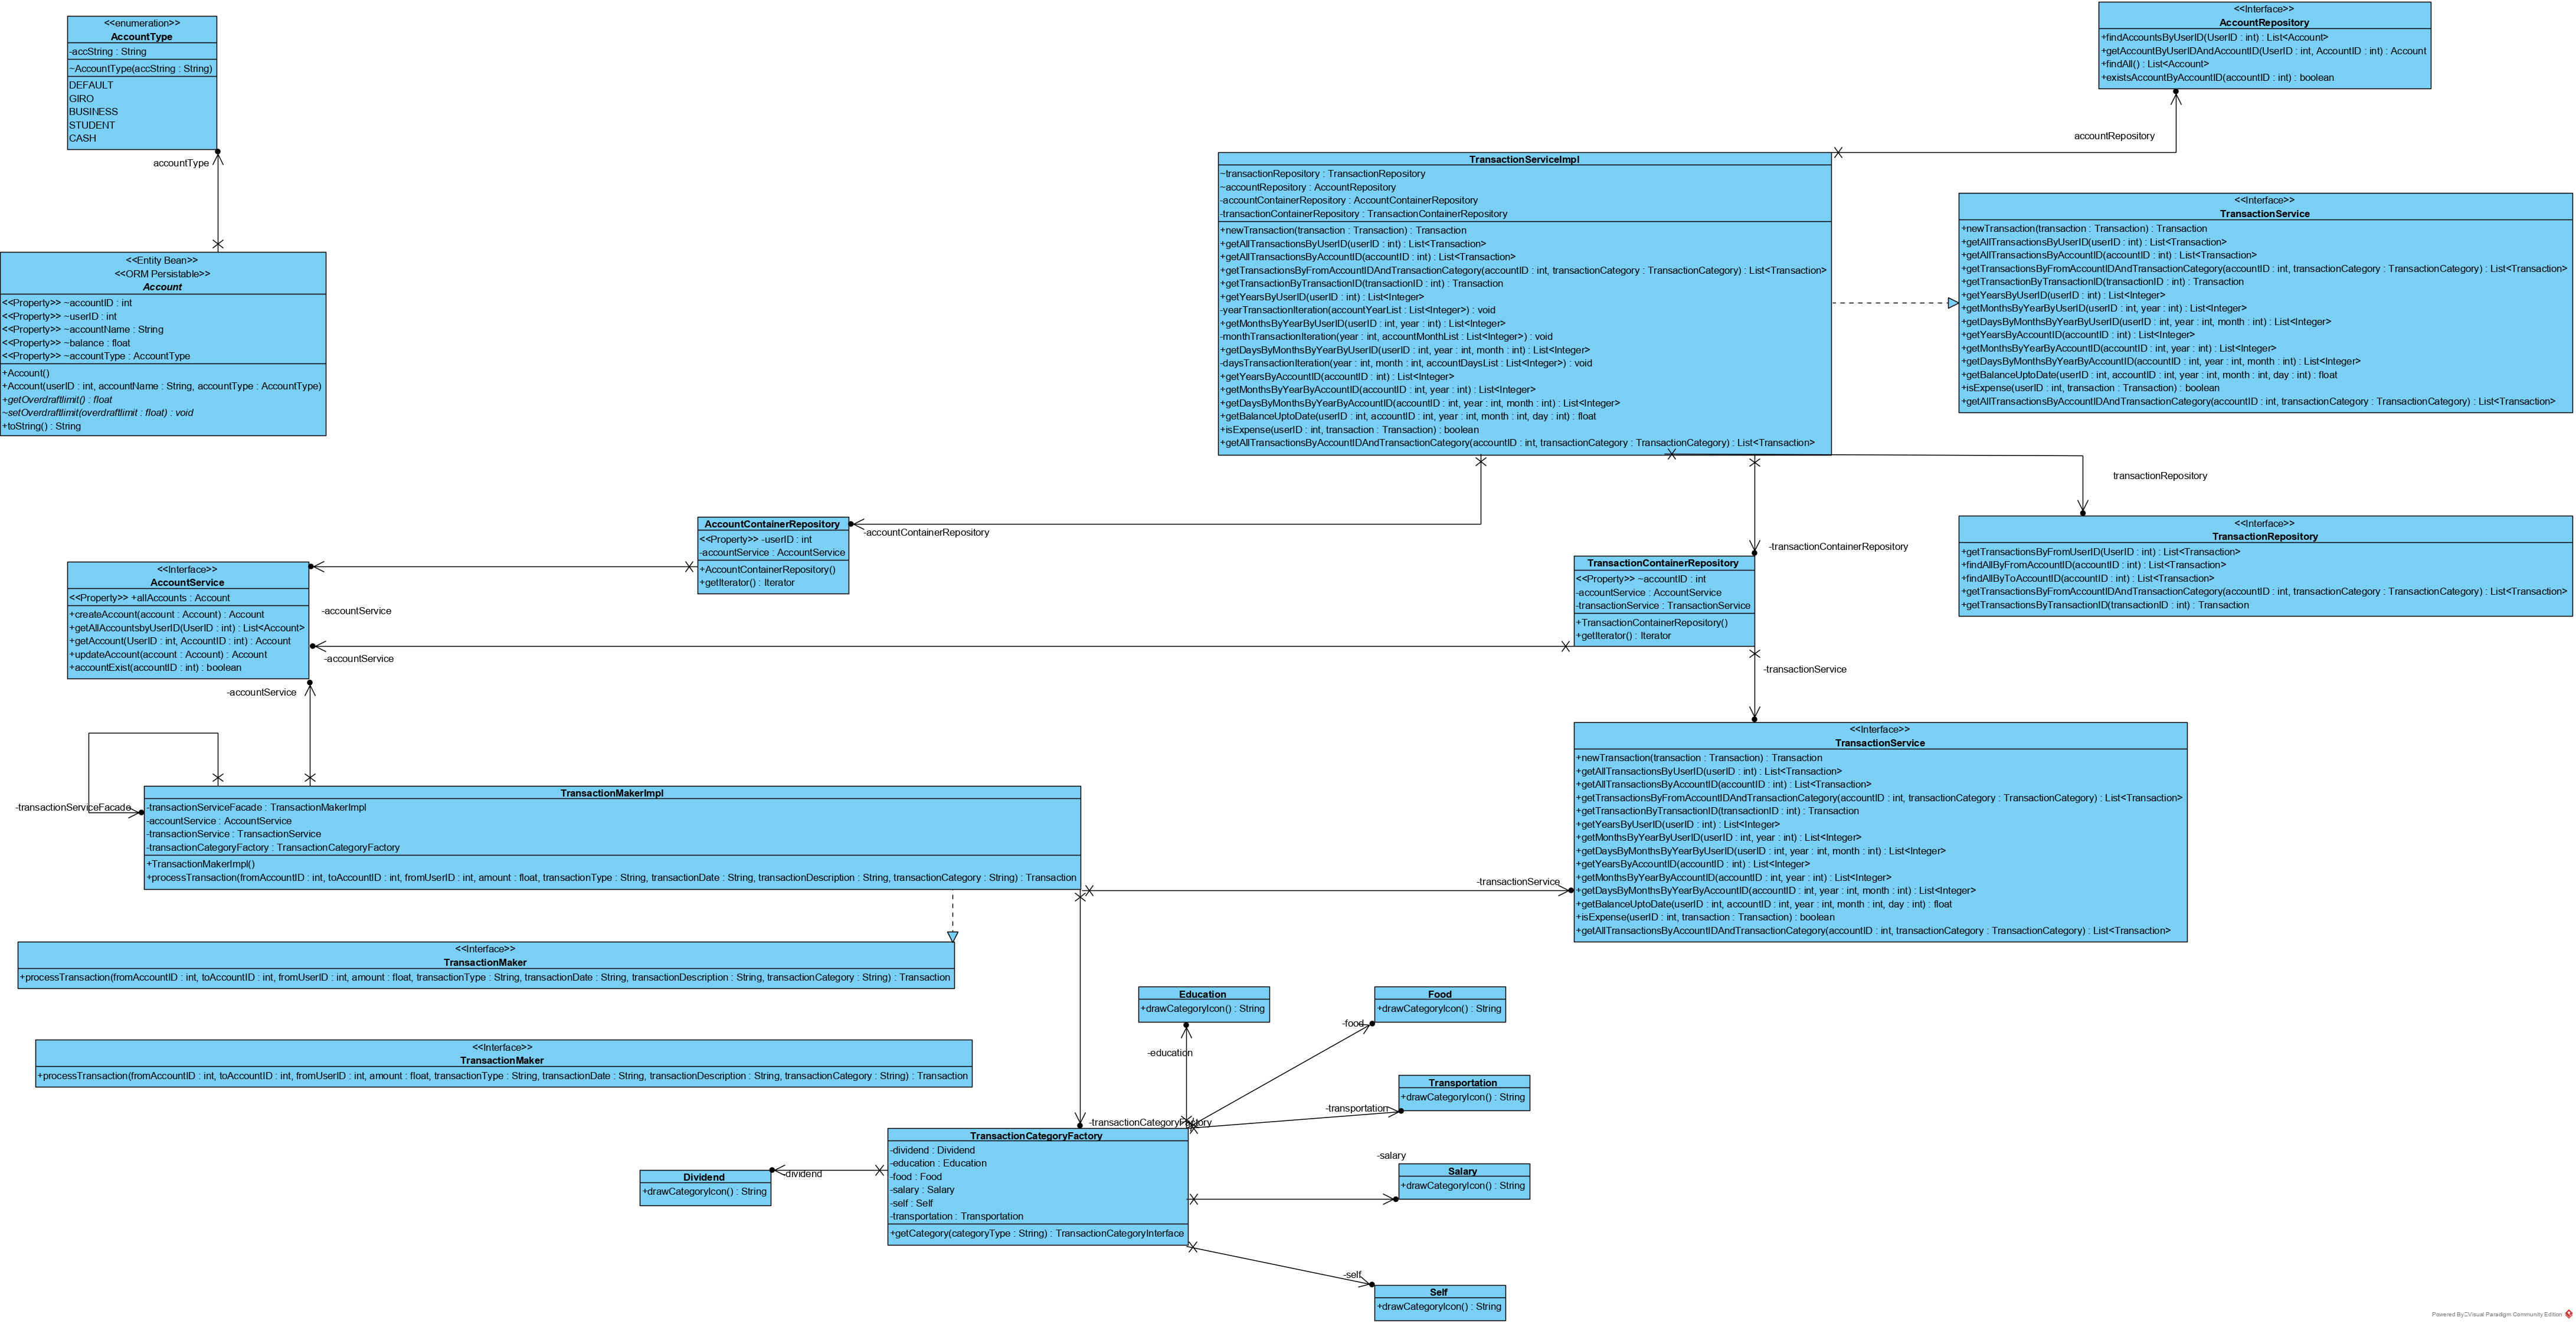 <<enumeration>>
AccountType
-accString : String
~AccountType(accString : String)
DEFAULT
GIRO
BUSINESS
STUDENT
CASH
accountType
<<Entity Bean>>
<<ORM Persistable>>
Account
<<Property>> ~accountID : int
<<Property>> ~userID : int
<<Property>> ~accountName : String
<<Property>> ~balance : float
<<Property>> ~accountType : AccountType
+Account()
+Account(userID : int, accountName : String, accountType : AccountType)
+getOverdraftlimit() : float
~setOverdraftlimit(overdraftlimit : float) : void
+toString() : String
<<Interface>>
AccountRepository
+findAccountsByUserID(UserID : int) : List<Account>
+getAccountByUserIDAndAccountID(UserID : int, AccountID : int) : Account
+findAll() : List<Account>
+existsAccountByAccountID(accountID : int) : boolean
accountRepository
TransactionServiceImpl
~transactionRepository : TransactionRepository
~accountRepository : AccountRepository
-accountContainerRepository : AccountContainerRepository
-transactionContainerRepository : TransactionContainerRepository
+newTransaction(transaction : Transaction) : Transaction
+getAllTransactionsByUserID(userID : int) : List<Transaction>
+getAllTransactionsByAccountID(accountID : int) : List<Transaction>
+getTransactionsByFromAccountIDAndTransactionCategory(accountID : int, transactionCategory : TransactionCategory) : List<Transaction>
+getTransactionByTransactionID(transactionID : int) : Transaction
+getYearsByUserID(userID : int) : List<Integer>
-yearTransactionIteration(accountYearList : List<Integer>) : void
+getMonthsByYearByUserID(userID : int, year : int) : List<Integer>
-monthTransactionIteration(year : int, accountMonthList : List<Integer>) : void
+getDaysByMonthsByYearByUserID(userID : int, year : int, month : int) : List<Integer>
-daysTransactionIteration(year : int, month : int, accountDaysList : List<Integer>) : void
+getYearsByAccountID(accountID : int) : List<Integer>
+getMonthsByYearByAccountID(accountID : int, year : int) : List<Integer>
+getDaysByMonthsByYearByAccountID(accountID : int, year : int, month : int) : List<Integer>
+getBalanceUptoDate(userID : int, accountID : int, year : int, month : int, day : int) : float
+isExpense(userID : int, transaction : Transaction) : boolean
+getAllTransactionsByAccountIDAndTransactionCategory(accountID : int, transactionCategory : TransactionCategory) : List<Transaction>
<<Interface>>
TransactionService
+newTransaction(transaction : Transaction) : Transaction
+getAllTransactionsByUserID(userID : int) : List<Transaction>
+getAllTransactionsByAccountID(accountID : int) : List<Transaction>
+getTransactionsByFromAccountIDAndTransactionCategory(accountID : int, transactionCategory : TransactionCategory) : List<Transaction>
+getTransactionByTransactionID(transactionID : int) : Transaction
+getYearsByUserID(userID : int) : List<Integer>
+getMonthsByYearByUserID(userID : int, year : int) : List<Integer>
+getDaysByMonthsByYearByUserID(userID : int, year : int, month : int) : List<Integer>
+getYearsByAccountID(accountID : int) : List<Integer>
+getMonthsByYearByAccountID(accountID : int, year : int) : List<Integer>
+getDaysByMonthsByYearByAccountID(accountID : int, year : int, month : int) : List<Integer>
+getBalanceUptoDate(userID : int, accountID : int, year : int, month : int, day : int) : float
+isExpense(userID : int, transaction : Transaction) : boolean
+getAllTransactionsByAccountIDAndTransactionCategory(accountID : int, transactionCategory : TransactionCategory) : List<Transaction>
transactionRepository
<<Interface>>
TransactionRepository
+getTransactionsByFromUserID(UserID : int) : List<Transaction>
+findAllByFromAccountID(accountID : int) : List<Transaction>
+findAllByToAccountID(accountID : int) : List<Transaction>
+getTransactionsByFromAccountIDAndTransactionCategory(accountID : int, transactionCategory : TransactionCategory) : List<Transaction>
+getTransactionsByTransactionID(transactionID : int) : Transaction
AccountContainerRepository
<<Property>> -userID : int
-accountService : AccountService
+AccountContainerRepository()
+getIterator() : Iterator
-accountContainerRepository
-transactionContainerRepository
TransactionContainerRepository
<<Property>> ~accountID : int
-accountService : AccountService
-transactionService : TransactionService
+TransactionContainerRepository()
+getIterator() : Iterator
<<Interface>>
AccountService
<<Property>> +allAccounts : Account
+createAccount(account : Account) : Account
+getAllAccountsbyUserID(UserID : int) : List<Account>
+getAccount(UserID : int, AccountID : int) : Account
+updateAccount(account : Account) : Account
+accountExist(accountID : int) : boolean
-accountService
-accountService
-accountService
-transactionService
<<Interface>>
TransactionService
+newTransaction(transaction : Transaction) : Transaction
+getAllTransactionsByUserID(userID : int) : List<Transaction>
+getAllTransactionsByAccountID(accountID : int) : List<Transaction>
+getTransactionsByFromAccountIDAndTransactionCategory(accountID : int, transactionCategory : TransactionCategory) : List<Transaction>
+getTransactionByTransactionID(transactionID : int) : Transaction
+getYearsByUserID(userID : int) : List<Integer>
+getMonthsByYearByUserID(userID : int, year : int) : List<Integer>
+getDaysByMonthsByYearByUserID(userID : int, year : int, month : int) : List<Integer>
+getYearsByAccountID(accountID : int) : List<Integer>
+getMonthsByYearByAccountID(accountID : int, year : int) : List<Integer>
+getDaysByMonthsByYearByAccountID(accountID : int, year : int, month : int) : List<Integer>
+getBalanceUptoDate(userID : int, accountID : int, year : int, month : int, day : int) : float
+isExpense(userID : int, transaction : Transaction) : boolean
+getAllTransactionsByAccountIDAndTransactionCategory(accountID : int, transactionCategory : TransactionCategory) : List<Transaction>
-transactionServiceFacade
TransactionMakerImpl
-transactionServiceFacade : TransactionMakerImpl
-accountService : AccountService
-transactionService : TransactionService
-transactionCategoryFactory : TransactionCategoryFactory
+TransactionMakerImpl()
+processTransaction(fromAccountID : int, toAccountID : int, fromUserID : int, amount : float, transactionType : String, transactionDate : String, transactionDescription : String, transactionCategory : String) : Transaction
-transactionService
<<Interface>>
TransactionMaker
+processTransaction(fromAccountID : int, toAccountID : int, fromUserID : int, amount : float, transactionType : String, transactionDate : String, transactionDescription : String, transactionCategory : String) : Transaction
<<Interface>>
TransactionMaker
+processTransaction(fromAccountID : int, toAccountID : int, fromUserID : int, amount : float, transactionType : String, transactionDate : String, transactionDescription : String, transactionCategory : String) : Transaction
Education
+drawCategoryIcon() : String
-education
Food
+drawCategoryIcon() : String
-food
Transportation
+drawCategoryIcon() : String
-transportation
-transactionCategoryFactory
TransactionCategoryFactory
-dividend : Dividend
-education : Education
-food : Food
-salary : Salary
-self : Self
-transportation : Transportation
+getCategory(categoryType : String) : TransactionCategoryInterface
Dividend
+drawCategoryIcon() : String
-dividend
-salary
Salary
+drawCategoryIcon() : String
-self
Self
+drawCategoryIcon() : String
Powered By Visual Paradigm Community Edition